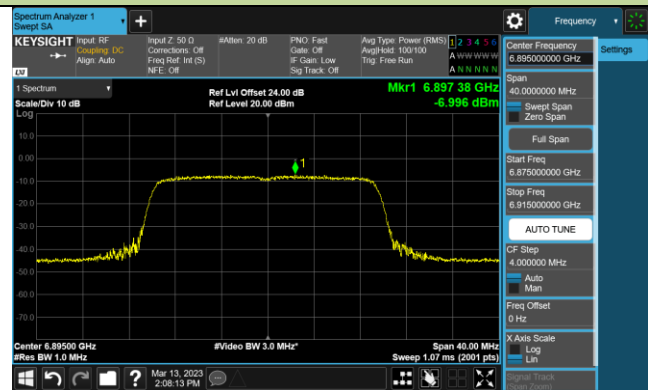 Spectrum Analyzer 1
Swept SA
+
Frequency
KEYSIGHT Input: RF Input Z: 50 Ω #Atten: 20 dB PNO: Fast Avg Type: Power (RMS) 1 2 3 4 5 6
Coupling: DC Corrections: Off Gate: Off Avg|Hold: 100/100 A W W W W W
Align: Auto Freq Ref: Int (S) IF Gain: Low Trig: Free Run
NFE: Off Sig Track: Off A N N N N N
LXI
1 Spectrum
Ref Lvl Offset 24.00 dB Mkr1 6.897 38 GHz
Scale/Div 10 dB Ref Level 20.00 dBm -6.996 dBm
Log
10.0
0.00
1
-10.0
-20.0
-30.0
-40.0
-50.0
-60.0
-70.0
Center 6.89500 GHz #Video BW 3.0 MHz* Span 40.00 MHz
#Res BW 1.0 MHz Sweep 1.07 ms (2001 pts)
? Mar 13, 2023
2:08:13 PM
Center Frequency
6.895000000 GHz
Settings
Span
40.0000000 MHz
Swept Span
Zero Span
Full Span
Start Freq
6.875000000 GHz
Stop Freq
6.915000000 GHz
AUTO TUNE
CF Step
4.000000 MHz
Auto
Man
Freq Offset
0 Hz
X Axis Scale
Log
Lin
Signal Track
(Span Zoom)